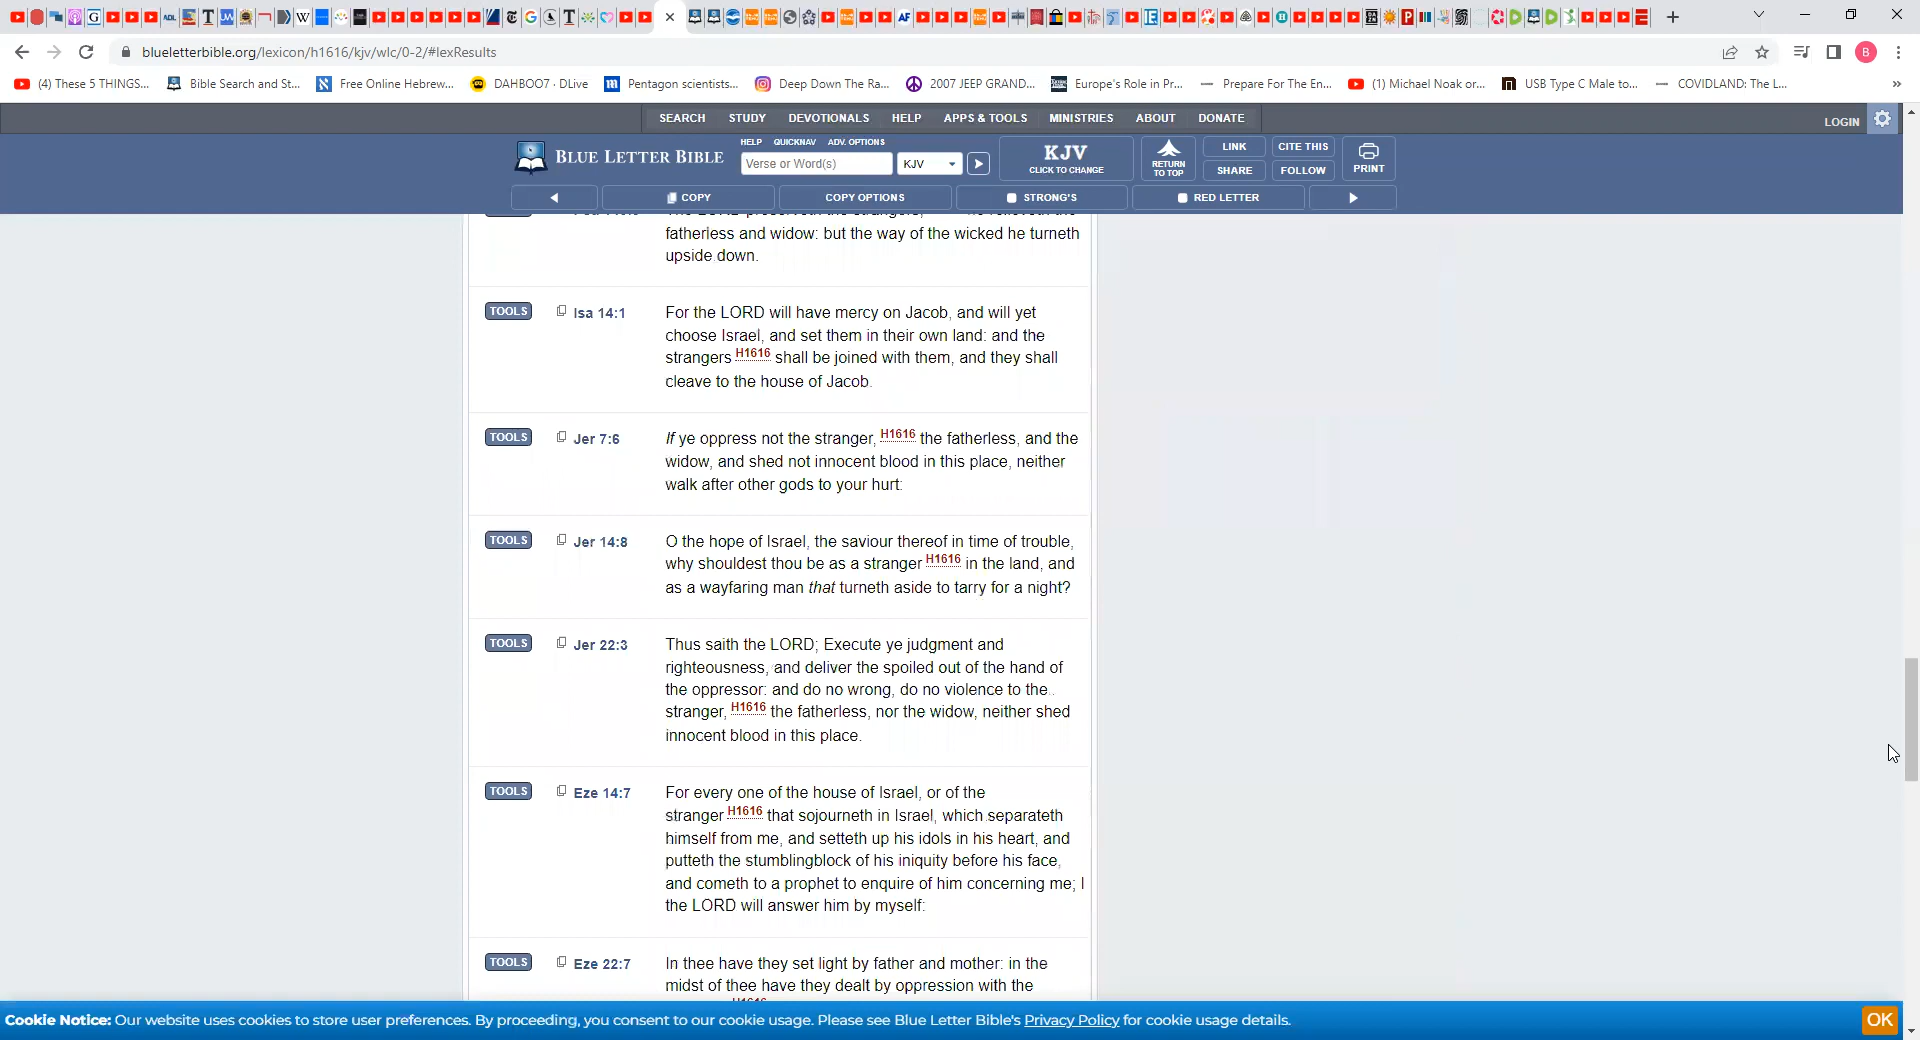 blueletterbible.org/lexicon/h1616/kjv/wlc/0-2/#lexResults
B
(4) These 5 THINGS...
Bible Search and St...
Free Online Hebrew...
DAHBOO7 · DLive
Pentagon scientists...
Deep Down The Ra...
2007 JEEP GRAND...
Europe's Role in Pr...
Prepare For The En...
(1) Michael Noak or...
USB Type C Male to...
COVIDLAND: The L...
SEARCH STUDY DEVOTIONALS HELP APPS & TOOLS MINISTRIES ABOUT DONATE
LOGIN
BLUE LETTER BIBLE
HELP QUICKNAV ADV. OPTIONS
Verse or Word(s)
KJV
KJV
CLICK TO CHANGE
RETURN
TO TOP
LINK
CITE THIS
SHARE
FOLLOW
PRINT
COPY
COPY OPTIONS
STRONG'S
RED LETTER
fatherless and widow: but the way of the wicked he turneth
upside down.
TOOLS Isa 14:1 For the LORD will have mercy on Jacob, and will yet
choose Israel, and set them in their own land: and the
strangers H1616 shall be joined with them, and they shall
cleave to the house of Jacob.
TOOLS Jer 7:6 If ye oppress not the stranger, H1616 the fatherless, and the
widow, and shed not innocent blood in this place, neither
walk after other gods to your hurt:
TOOLS Jer 14:8 O the hope of Israel, the saviour thereof in time of trouble,
why shouldest thou be as a stranger H1616 in the land, and
as a wayfaring man that turneth aside to tarry for a night?
TOOLS Jer 22:3 Thus saith the LORD; Execute ye judgment and
righteousness, and deliver the spoiled out of the hand of
the oppressor: and do no wrong, do no violence to the
stranger, H1616 the fatherless, nor the widow, neither shed
innocent blood in this place.
TOOLS Eze 14:7 For every one of the house of Israel, or of the
stranger H1616 that sojourneth in Israel, which separateth
himself from me, and setteth up his idols in his heart, and
putteth the stumblingblock of his iniquity before his face,
and cometh to a prophet to enquire of him concerning me; I
the LORD will answer him by myself:
TOOLS Eze 22:7 In thee have they set light by father and mother: in the
midst of thee have they dealt by oppression with the
Cookie Notice: Our website uses cookies to store user preferences. By proceeding, you consent to our cookie usage. Please see Blue Letter Bible's Privacy Policy for cookie usage details.
OK